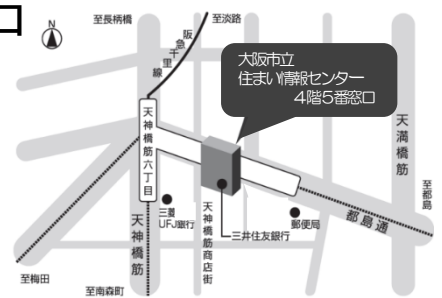 口
N
至長柄橋
至淡路
阪急千里線
大阪市立
住まい情報センター
4階5番窓口
天神橋筋六丁目
天満橋筋
至都島
三菱
UFJ銀行
天神橋筋商店街
郵便局
都島通
三井住友銀行
天神橋筋
至梅田
至南森町